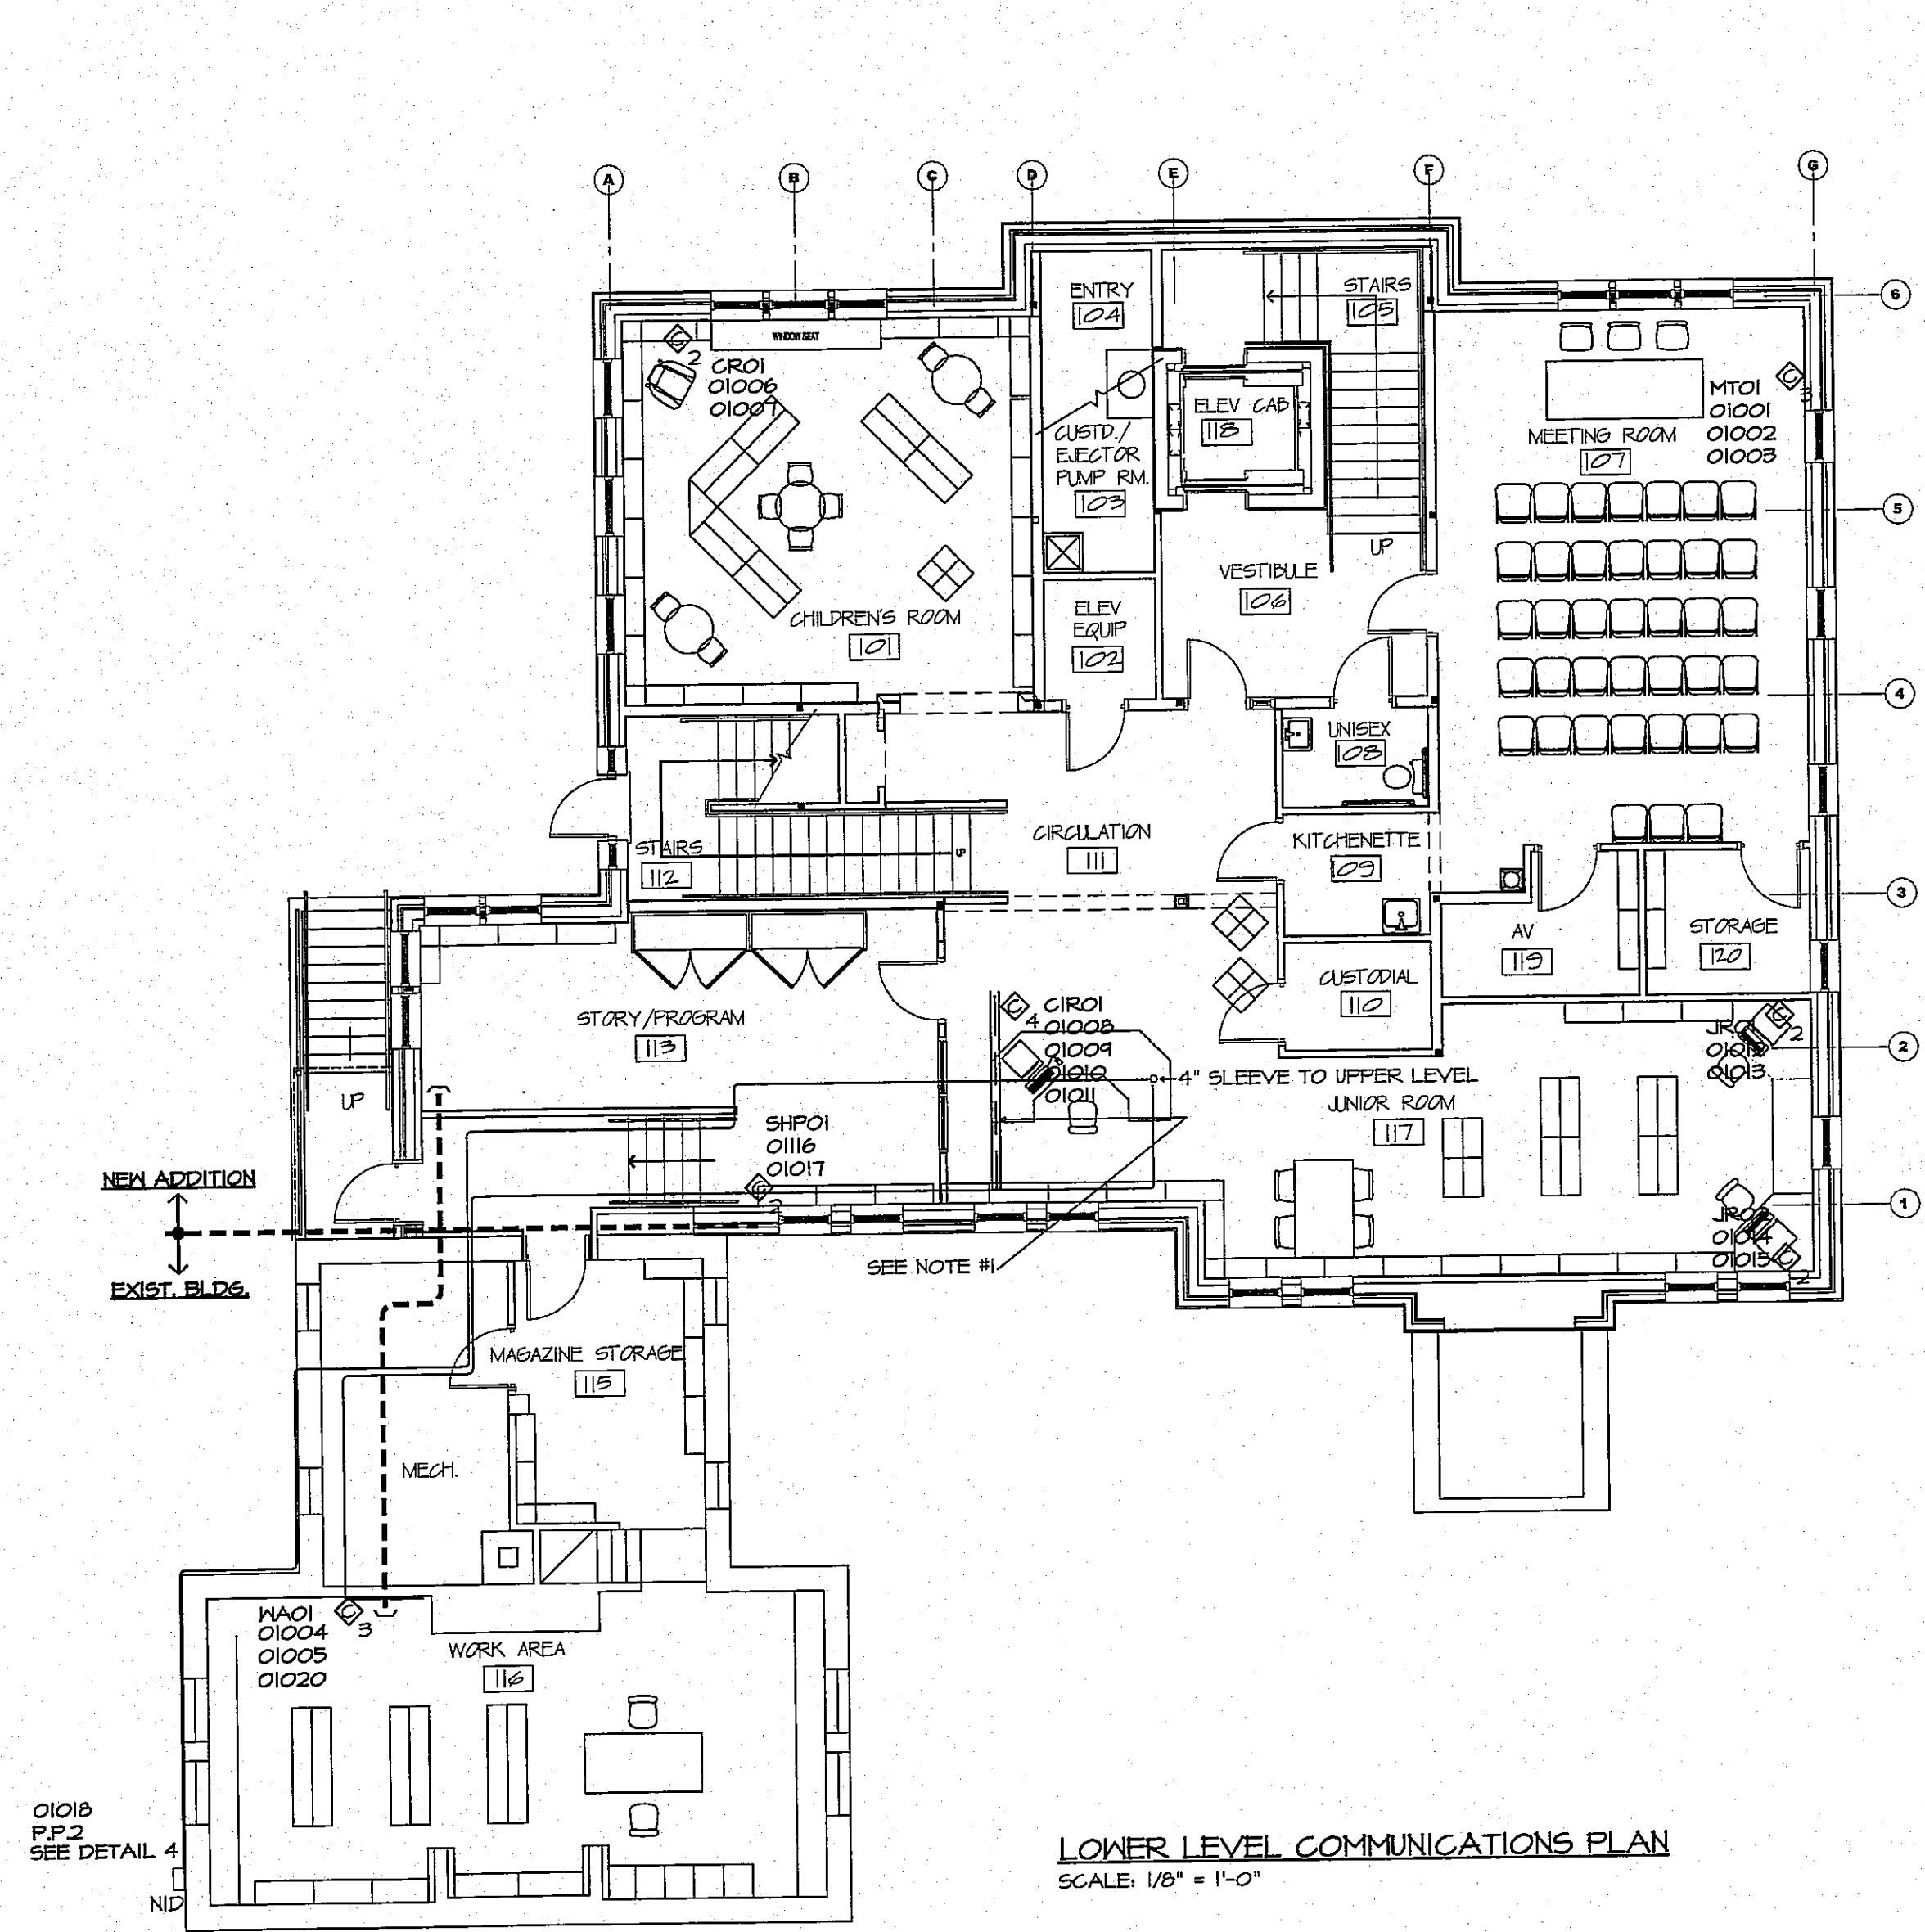 A
B
C
D
E
F
G
6
5
4
3
2
1
ENTRY
104
STAIRS
105
WINDOW SEAT
C
2
CR01
01006
01007
ELEV CAB
118
CUSTD./
EJECTOR
PUMP RM.
103
C
3
MT01
01001
01002
01003
MEETING ROOM
107
UP
VESTIBULE
106
ELEV
EQUIP
102
CHILDREN'S ROOM
101
UNISEX
108
CIRCULATION
111
KITCHENETTE
109
STAIRS
112
UP
AV
119
STORAGE
120
CUSTODIAL
110
STORY/PROGRAM
113
C
4
CIR01
01008
01009
01010
01011
C
2
01013
4" SLEEVE TO UPPER LEVEL
JUNIOR ROOM
117
UP
SHP01
01116
01017
2
NEW ADDITION
EXIST. BLDG.
SEE NOTE #1
01014
01015
C
2
MAGAZINE STORAGE
115
MECH.
WA01
01004
01005
01020
C
3
WORK AREA
116
01018
P.P.2
SEE DETAIL 4
NID
LOWER LEVEL COMMUNICATIONS PLAN
SCALE: 1/8" = 1'-0"